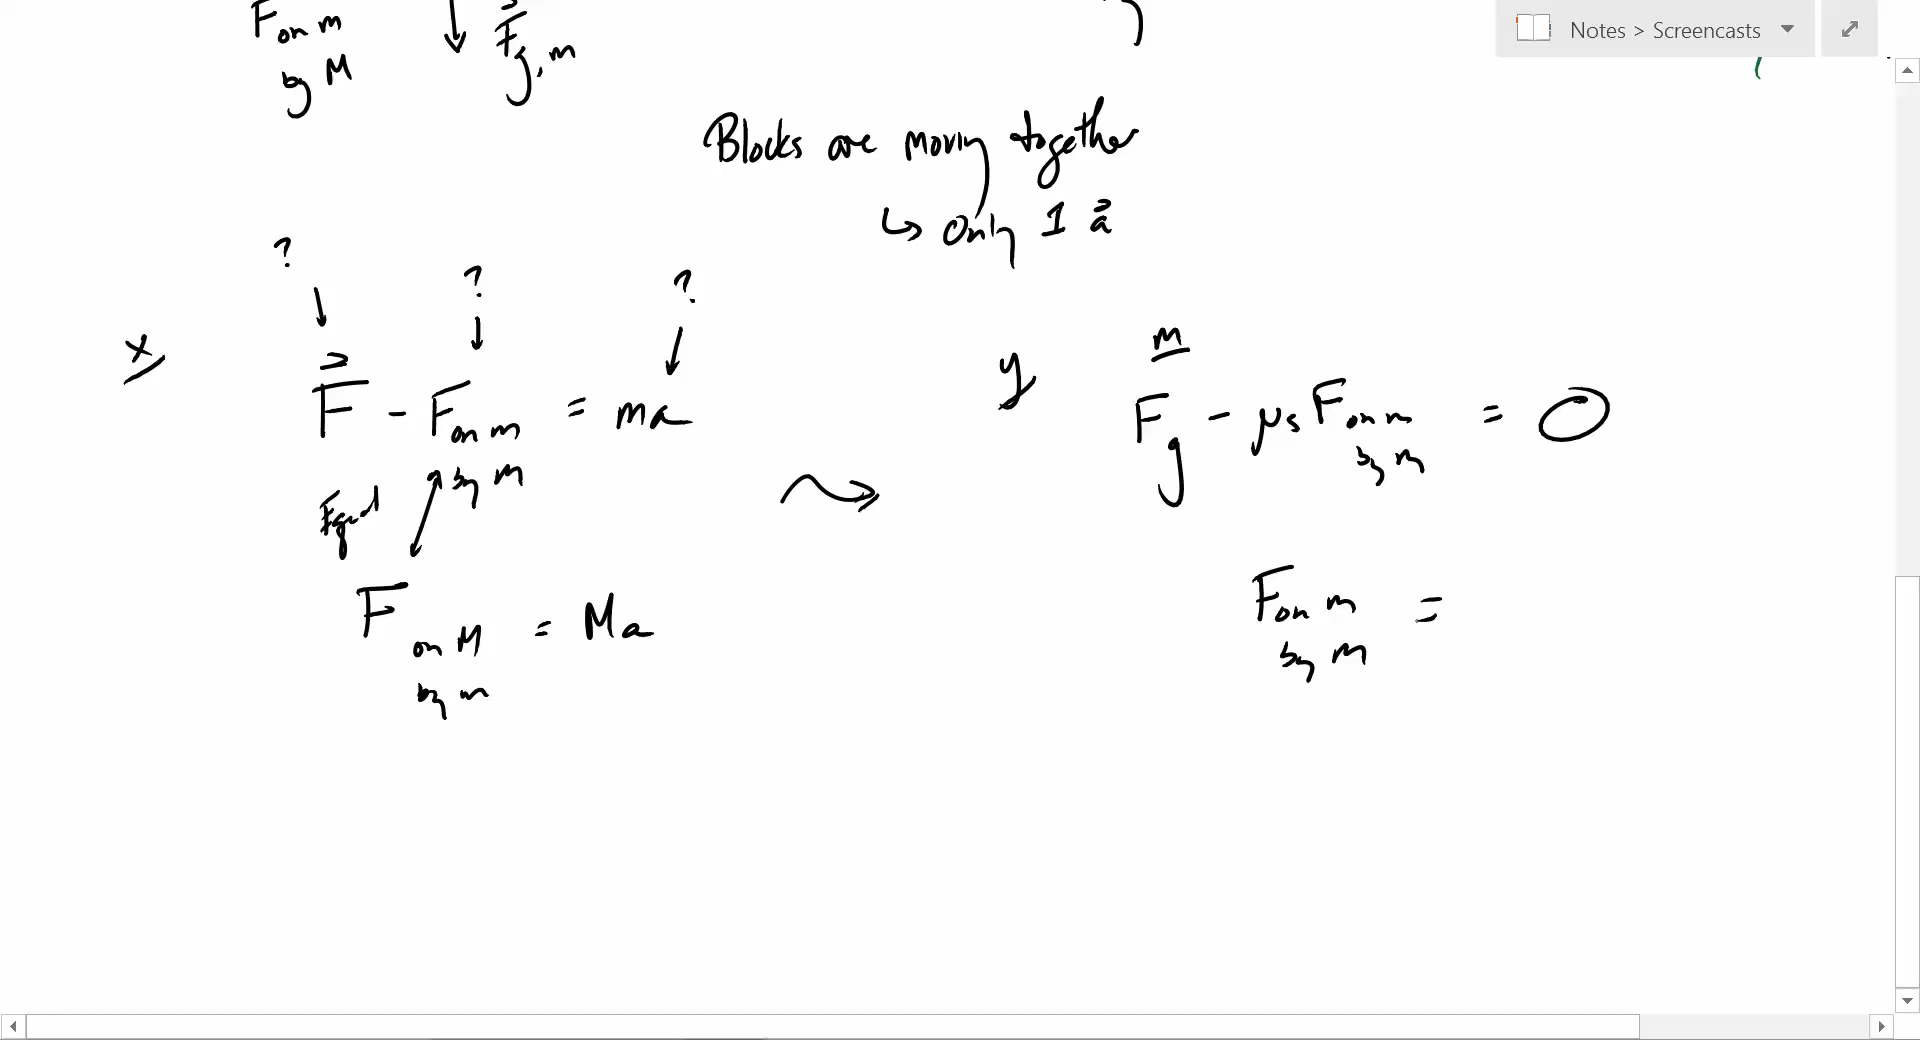 F on m
by M
F g, m
Notes > Screencasts
Blocks are moving together
↳ Only 1 a⃗
? ? ?
x
F⃗ - F on m = ma
by m
Equal
F on M = Ma
by m
y
m
Fg - μs F on m = 0
by m
F on m =
by m